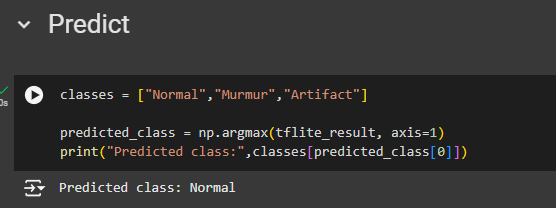 Predict
0s
classes = ["Normal","Murmur","Artifact"]
predicted_class = np.argmax(tflite_result, axis=1)
print("Predicted class:",classes[predicted_class[0]])
Predicted class: Normal